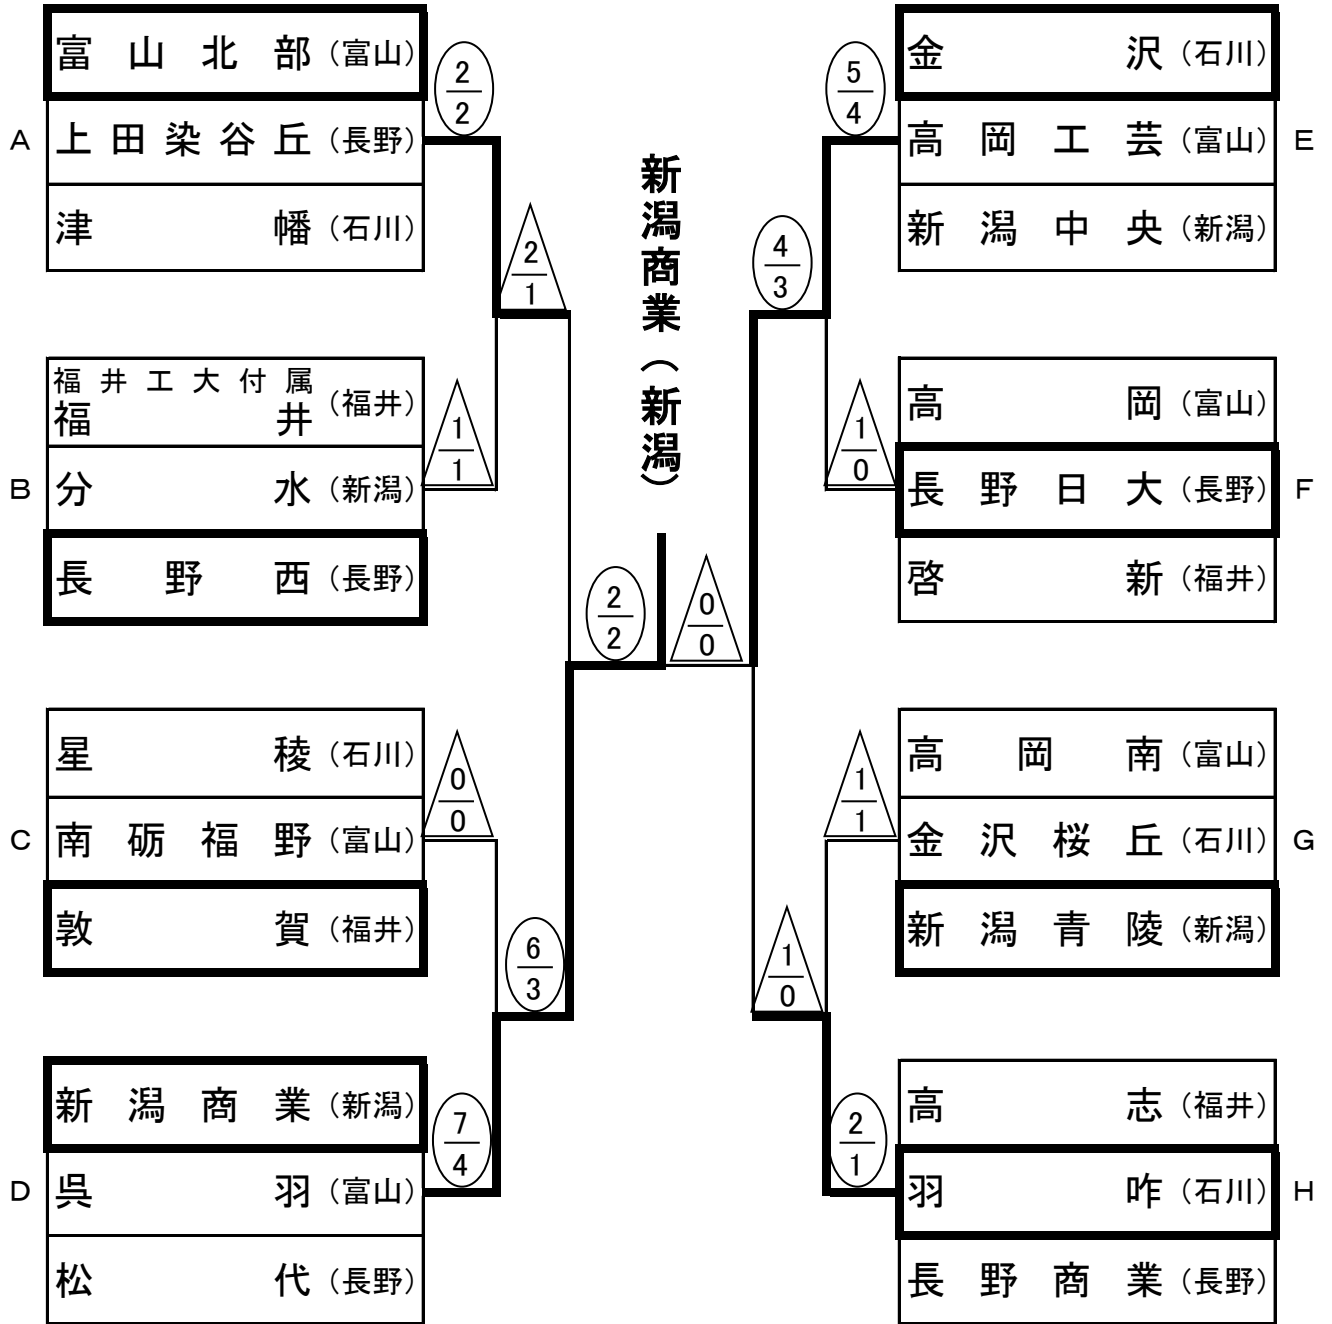 富山北部（富山）
A 上田染谷丘（長野）
津幡（石川）
2
2
2
1
福井工大付属
福井（福井）
B 分水（新潟）
長野西（長野）
1
1
星稜（石川）
C 南砺福野（富山）
敦賀（福井）
0
0
6
3
新潟商業（新潟）
D 呉羽（富山）
松代（長野）
7
4
新潟商業（新潟）
2
2
0
0
金沢（石川）
高岡工芸（富山） E
新潟中央（新潟）
5
4
4
3
高岡（富山）
長野日大（長野） F
啓新（福井）
1
0
高岡南（富山）
金沢桜丘（石川） G
新潟青陵（新潟）
1
1
1
0
高志（福井）
羽咋（石川） H
長野商業（長野）
2
1